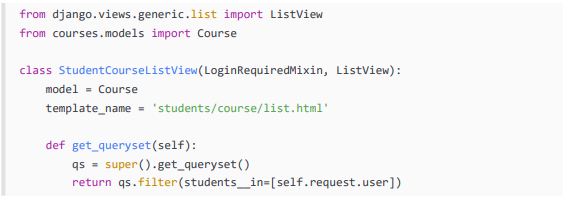 from django.views.generic.list import ListView
from courses.models import Course

class StudentCourseListView(LoginRequiredMixin, ListView):
    model = Course
    template_name = 'students/course/list.html'

    def get_queryset(self):
        qs = super().get_queryset()
        return qs.filter(students__in=[self.request.user])